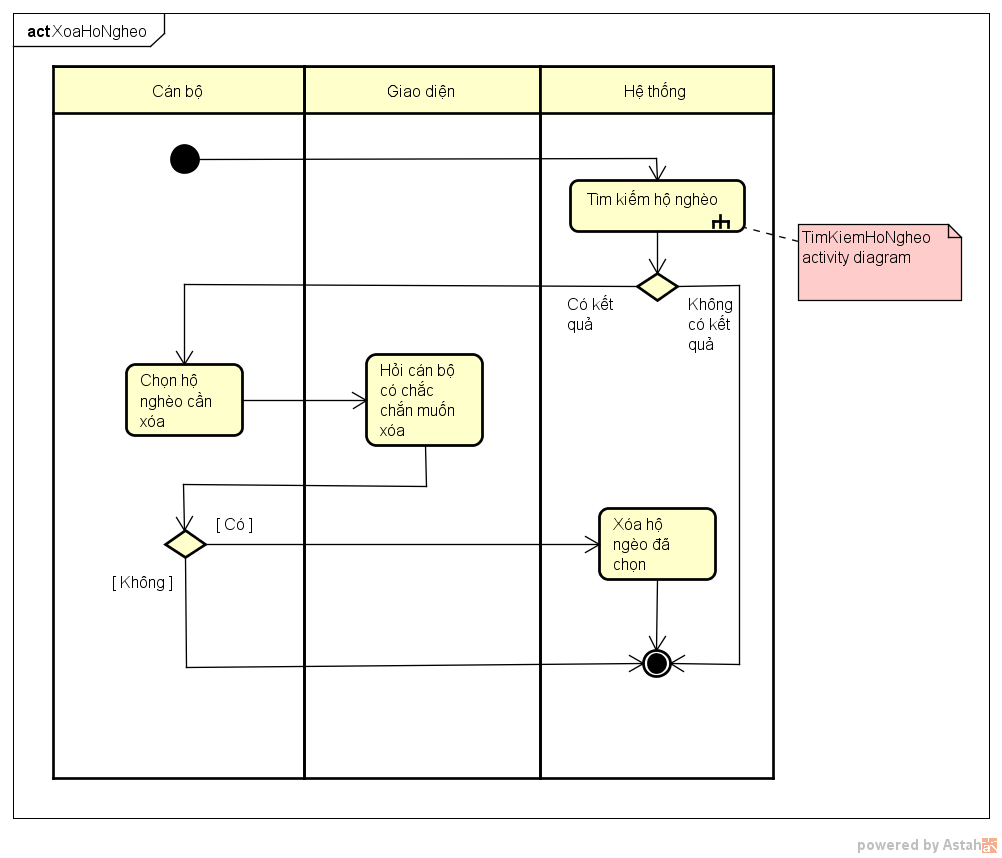 act XoaHoNgheo
Cán bộ
Giao diện
Hệ thống
Tìm kiếm hộ nghèo
TimKiemHoNgheo
activity diagram
Có kết
quả
Không
có kết
quả
Chọn hộ
nghèo cần
xóa
Hỏi cán bộ
có chắc
chắn muốn
xóa
[ Có ]
Xóa hộ
ngèo đã
chọn
[ Không ]
powered by Astah